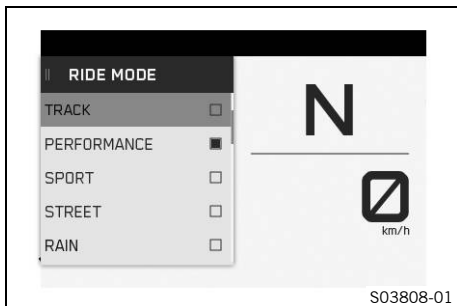 RIDE MODE
TRACK
PERFORMANCE
SPORT
STREET
RAIN
N
0
km/h
S03808-01